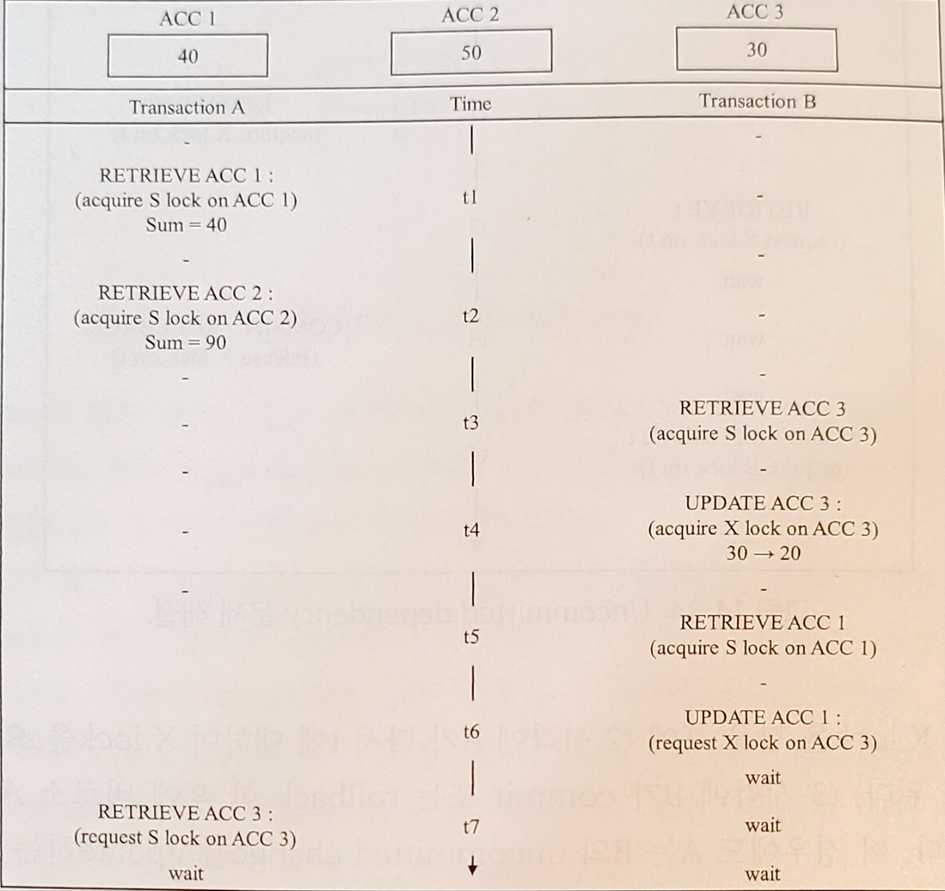 ACC 1 ACC 2 ACC 3
40 50 30
Transaction A Time Transaction B
- -
RETRIEVE ACC 1 :
(acquire S lock on ACC 1) t1 -
Sum = 40
- -
RETRIEVE ACC 2 :
(acquire S lock on ACC 2) t2 -
Sum = 90
- -
RETRIEVE ACC 3
- t3
(acquire S lock on ACC 3)
- -
UPDATE ACC 3 :
- t4 (acquire X lock on ACC 3)
30 → 20
- -
RETRIEVE ACC 1
t5
(acquire S lock on ACC 1)
-
UPDATE ACC 1 :
t6
(request X lock on ACC 3)
wait
RETRIEVE ACC 3 :
t7 wait
(request S lock on ACC 3)
wait wait